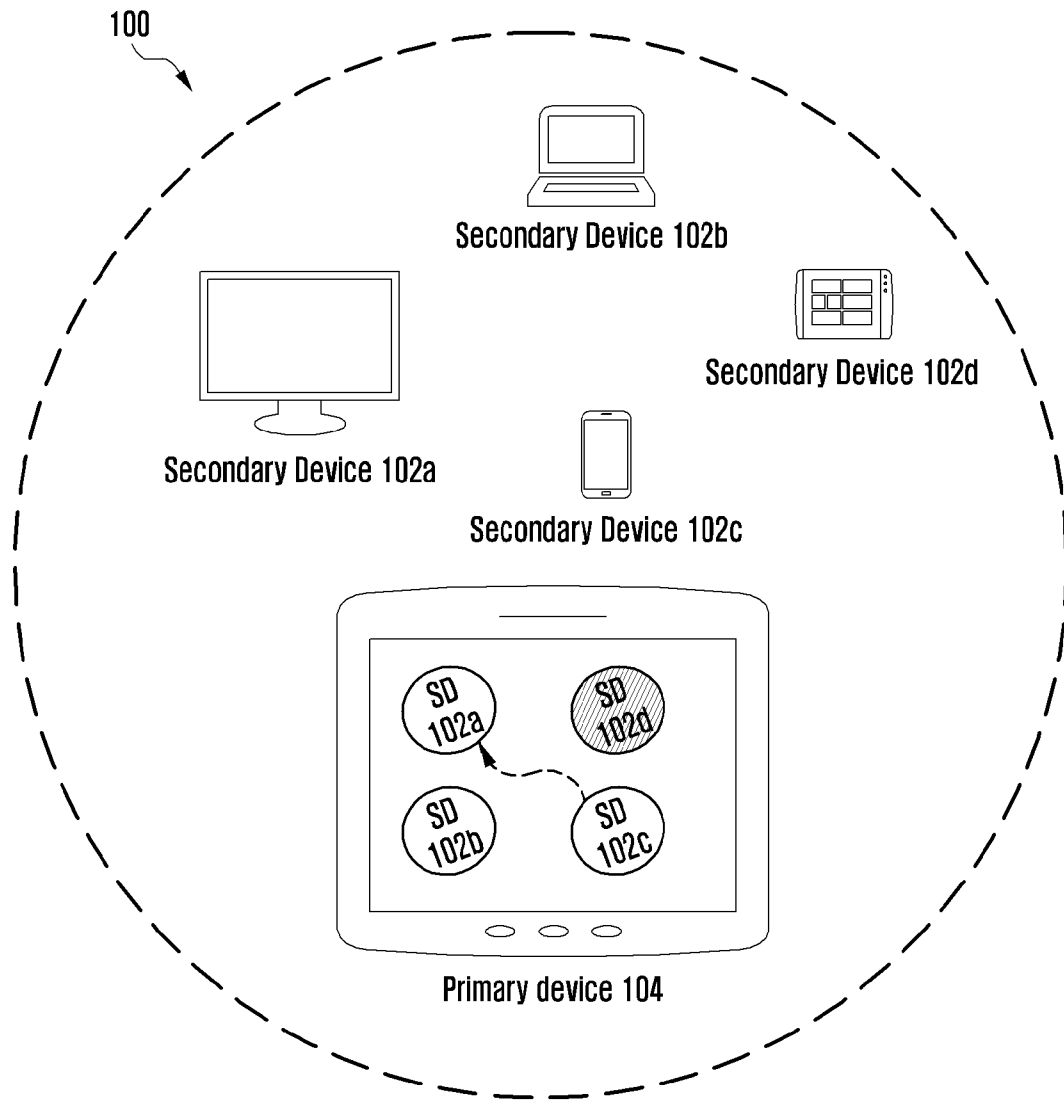 100
Secondary Device 102b
Secondary Device 102d
Secondary Device 102a
Secondary Device 102c
SD
102a
SD
102d
SD
102b
SD
102c
Primary device 104